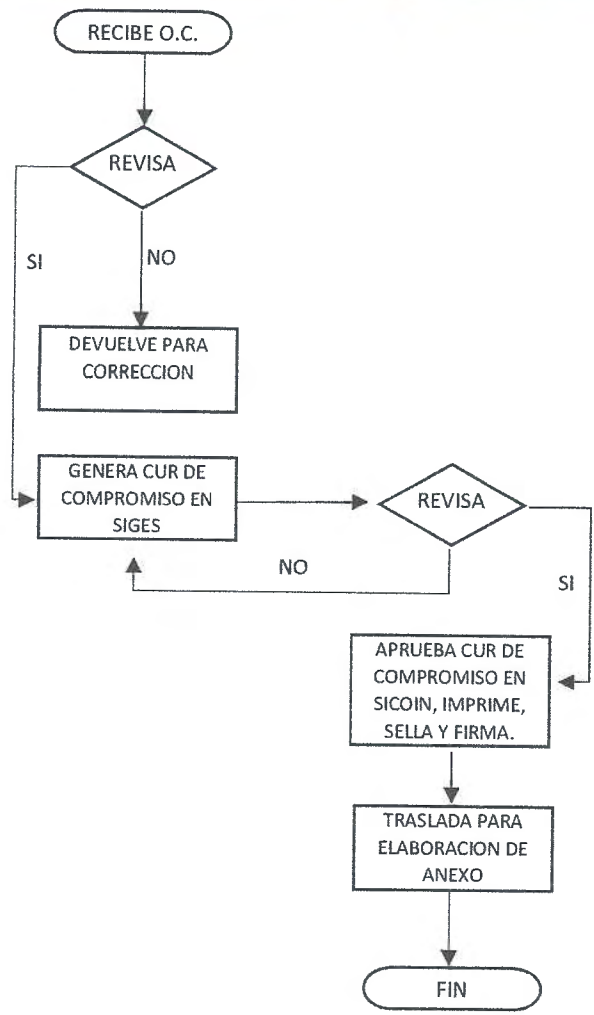 RECIBE O.C.
REVISA
SI
NO
DEVUELVE PARA
CORRECCION
GENERA CUR DE
COMPROMISO EN
SIGES
REVISA
NO
SI
APRUEBA CUR DE
COMPROMISO EN
SICOIN, IMPRIME,
SELLA Y FIRMA.
TRASLADA PARA
ELABORACION DE
ANEXO
FIN